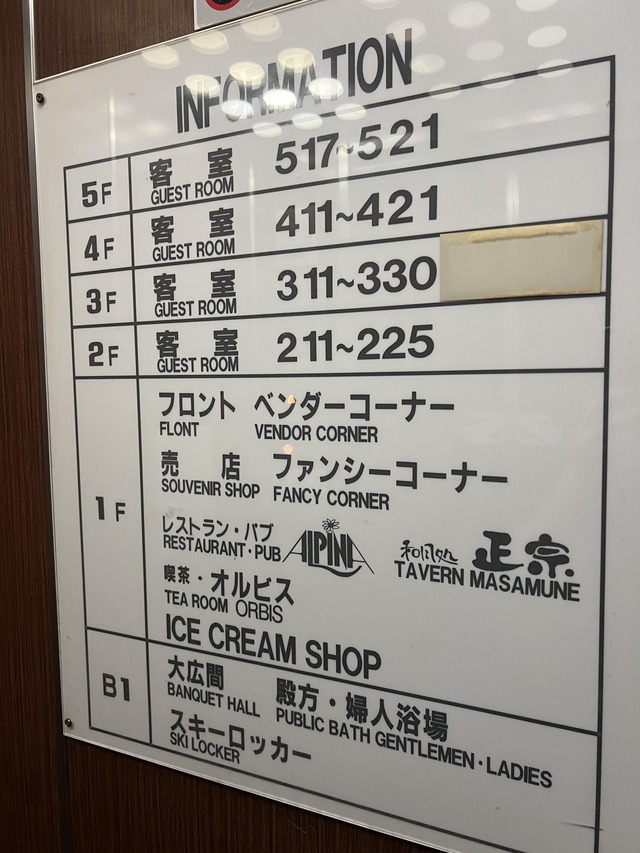 INFORMATION
5F 客室 517~521
GUEST ROOM
4F 客室 411~421
GUEST ROOM
3F 客室 311~330
GUEST ROOM
2F 客室 211~225
GUEST ROOM
1F
フロント ベンダーコーナー
FLONT VENDOR CORNER
売店 ファンシーコーナー
SOUVENIR SHOP FANCY CORNER
レストラン・パブ ALPINA 和風処 正宗
RESTAURANT・PUB TAVERN MASAMUNE
喫茶・オルビス
TEA ROOM ORBIS
ICE CREAM SHOP
B1
大広間 殿方・婦人浴場
BANQUET HALL PUBLIC BATH GENTLEMEN・LADIES
スキーロッカー
SKI LOCKER